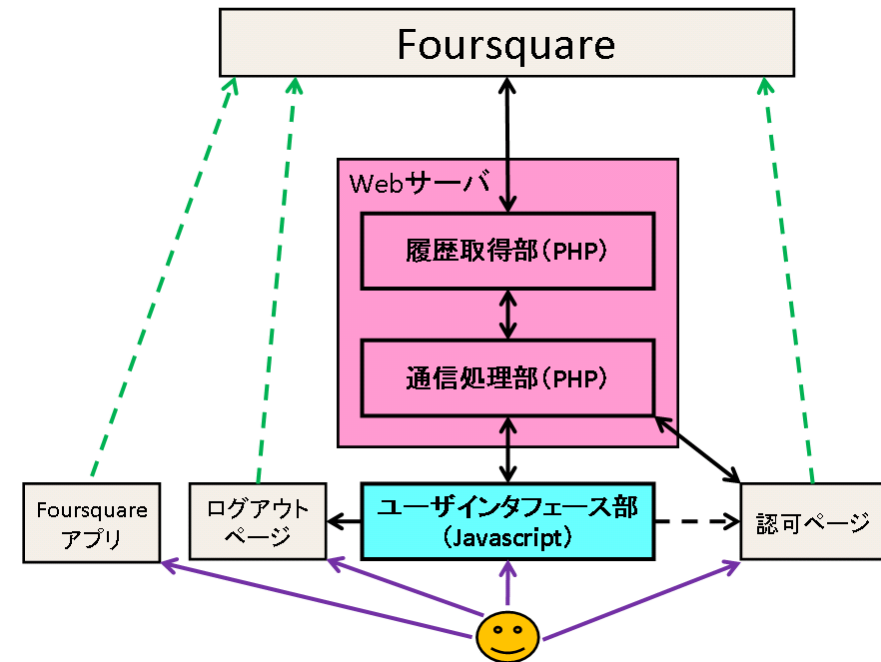 Foursquare
Webサーバ
履歴取得部(PHP)
通信処理部(PHP)
Foursquare
アプリ
ログアウト
ページ
ユーザインタフェース部
(Javascript)
認可ページ